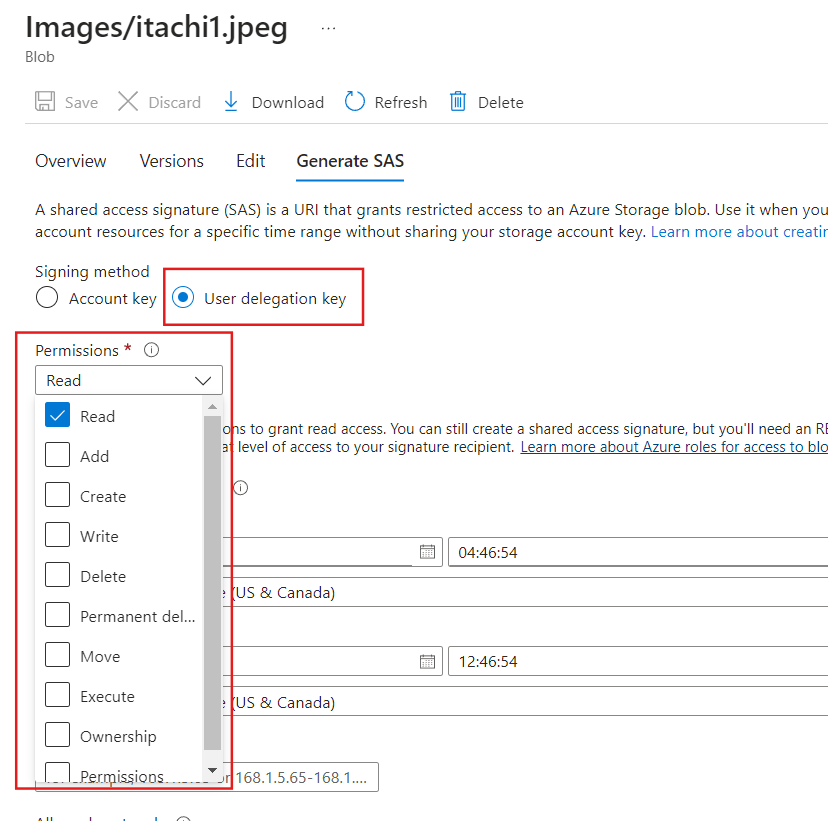 Images/itachi1.jpeg ...
Blob
Save Discard Download Refresh Delete
Overview Versions Edit Generate SAS
A shared access signature (SAS) is a URI that grants restricted access to an Azure Storage blob. Use it when you
account resources for a specific time range without sharing your storage account key. Learn more about creatin
Signing method
Account key User delegation key
Permissions *
Read
Read
ons to grant read access. You can still create a shared access signature, but you'll need an RB
at level of access to your signature recipient. Learn more about Azure roles for access to blo
Add
Create
Write
04:46:54
Delete
(US & Canada)
Permanent del...
Move
12:46:54
Execute
(US & Canada)
Ownership
Permissions
or 168.1.5.65-168.1....